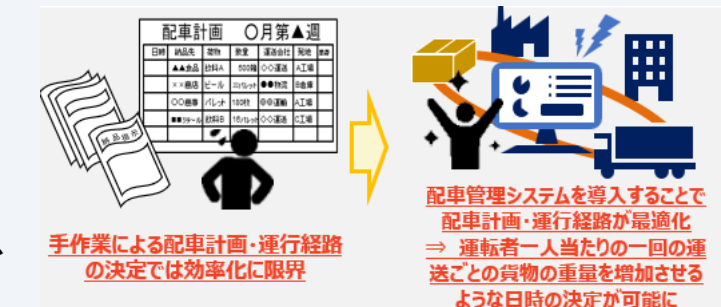 配車計画 〇月第▲週
日時 納品先 荷物 数量 運送会社 発地
▲▲食品 飲料A 500箱 ◇◇運送 A工場
××商店 ビール ●●物流 B倉庫
〇〇商事 パレット 100枚 ◎◎運輸 A工場
■■リテール 飲料B 16パレット ◇◇運送 C工場
納品指示
手作業による配車計画・運行経路
の決定では効率化に限界
配車管理システムを導入することで
配車計画・運行経路が最適化
⇒ 運転者一人当たりの一回の運
送ごとの貨物の重量を増加させる
ような日時の決定が可能に